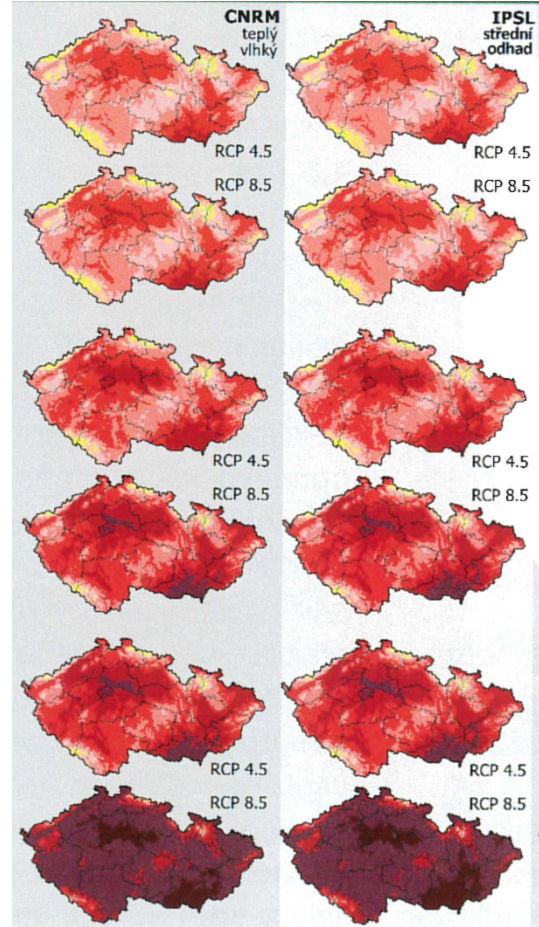 CNRM
teplý
vlhký
IPSL
střední
odhad
RCP 4.5
RCP 4.5
RCP 8.5
RCP 8.5
RCP 4.5
RCP 4.5
RCP 8.5
RCP 8.5
RCP 4.5
RCP 4.5
RCP 8.5
RCP 8.5